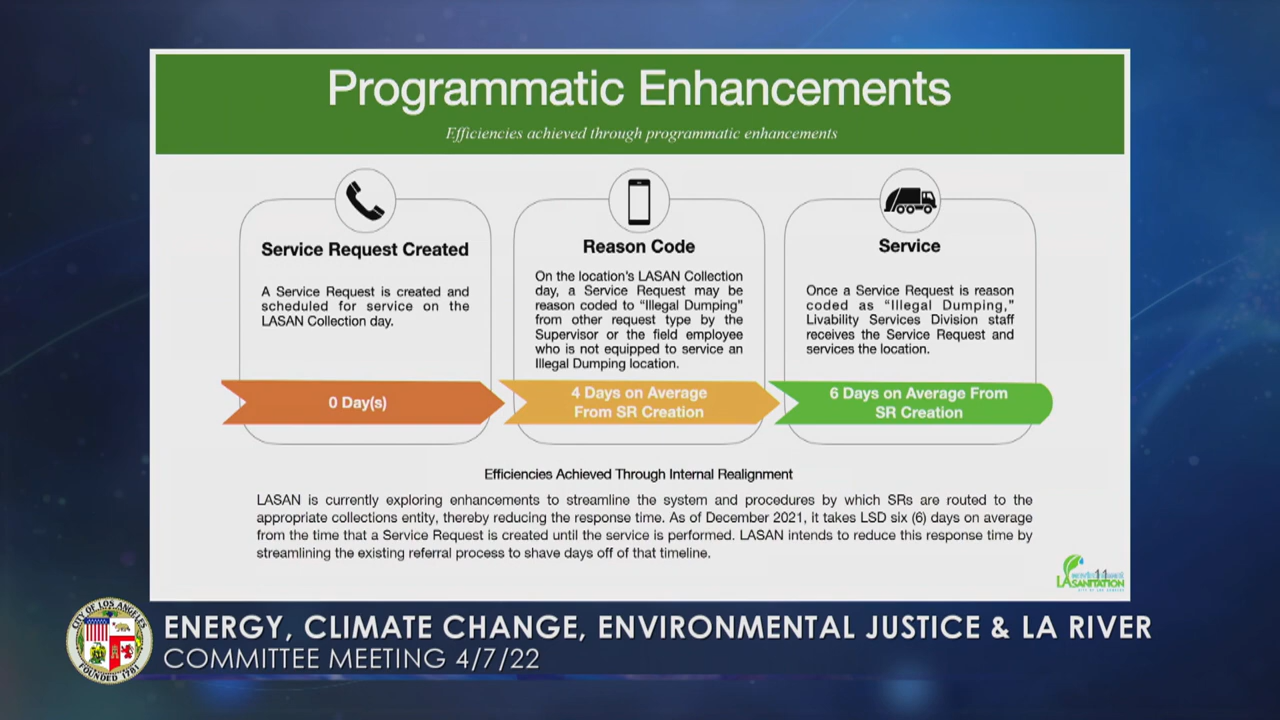 Programmatic Enhancements
Efficiencies achieved through programmatic enhancements
Service Request Created
A Service Request is created and
scheduled for service on the
LASAN Collection day.
0 Day(s)
Reason Code
On the location's LASAN Collection
day, a Service Request may be
reason coded to "Illegal Dumping"
from other request type by the
Supervisor or the field employee
who is not equipped to service an
Illegal Dumping location.
4 Days on Average
From SR Creation
Service
Once a Service Request is reason
coded as "Illegal Dumping,"
Livability Services Division staff
receives the Service Request and
services the location.
6 Days on Average From
SR Creation
Efficiencies Achieved Through Internal Realignment
LASAN is currently exploring enhancements to streamline the system and procedures by which SRs are routed to the
appropriate collections entity, thereby reducing the response time. As of December 2021, it takes LSD six (6) days on average
from the time that a Service Request is created until the service is performed. LASAN intends to reduce this response time by
streamlining the existing referral process to shave days off of that timeline.
11
LASANITATION
CITY OF LOS ANGELES
FOUNDED 1781
ENERGY, CLIMATE CHANGE, ENVIRONMENTAL JUSTICE & LA RIVER
COMMITTEE MEETING 4/7/22